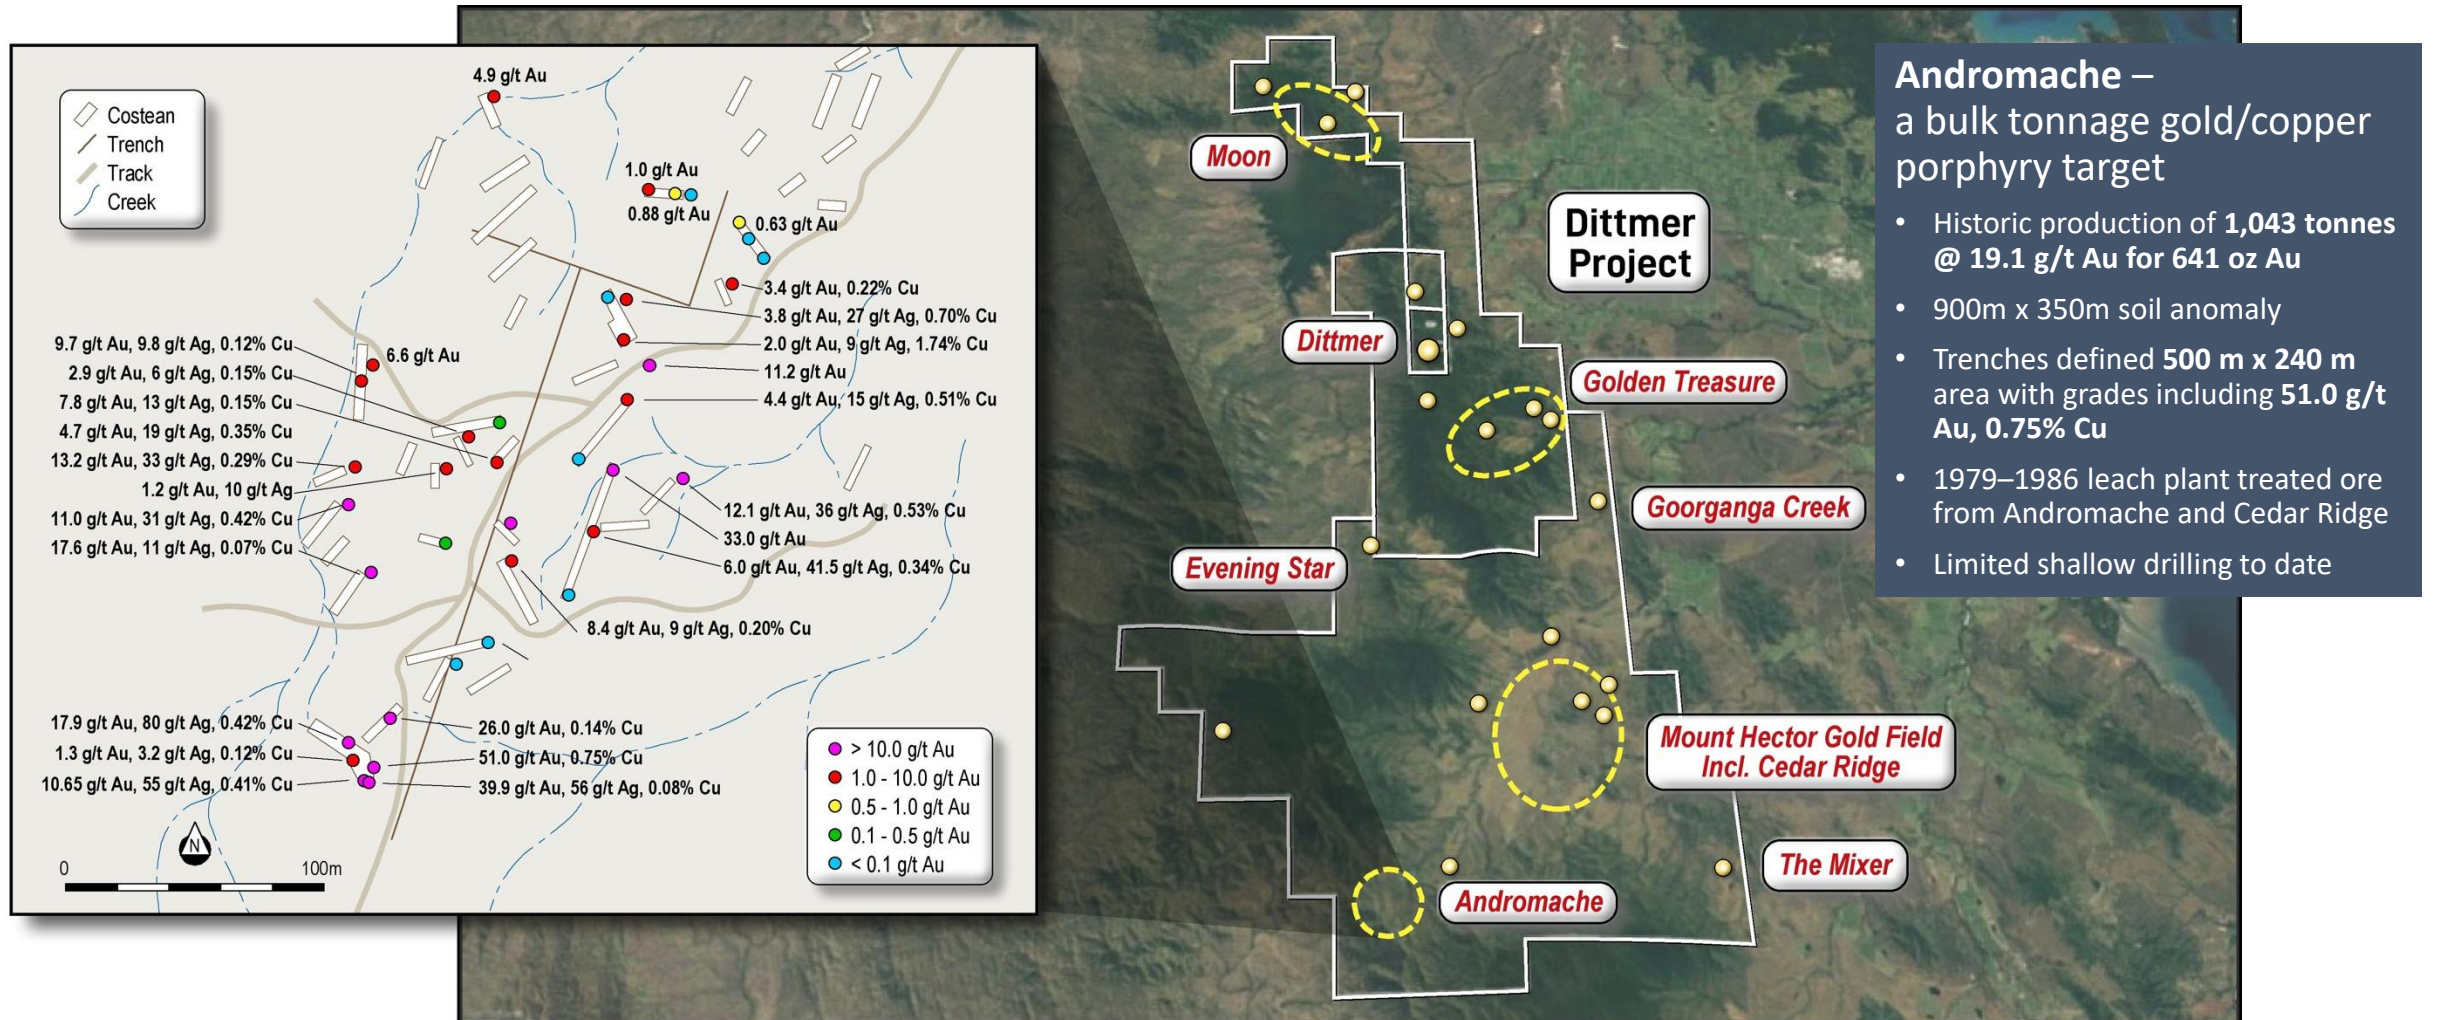 Costean
Trench
Track
Creek
4.9 g/t Au
1.0 g/t Au
0.88 g/t Au
0.63 g/t Au
3.4 g/t Au, 0.22% Cu
3.8 g/t Au, 27 g/t Ag, 0.70% Cu
2.0 g/t Au, 9 g/t Ag, 1.74% Cu
11.2 g/t Au
4.4 g/t Au, 15 g/t Ag, 0.51% Cu
9.7 g/t Au, 9.8 g/t Ag, 0.12% Cu
6.6 g/t Au
2.9 g/t Au, 6 g/t Ag, 0.15% Cu
7.8 g/t Au, 13 g/t Ag, 0.15% Cu
4.7 g/t Au, 19 g/t Ag, 0.35% Cu
13.2 g/t Au, 33 g/t Ag, 0.29% Cu
1.2 g/t Au, 10 g/t Ag
11.0 g/t Au, 31 g/t Ag, 0.42% Cu
17.6 g/t Au, 11 g/t Ag, 0.07% Cu
12.1 g/t Au, 36 g/t Ag, 0.53% Cu
33.0 g/t Au
6.0 g/t Au, 41.5 g/t Ag, 0.34% Cu
8.4 g/t Au, 9 g/t Ag, 0.20% Cu
17.9 g/t Au, 80 g/t Ag, 0.42% Cu
1.3 g/t Au, 3.2 g/t Ag, 0.12% Cu
10.65 g/t Au, 55 g/t Ag, 0.41% Cu
26.0 g/t Au, 0.14% Cu
51.0 g/t Au, 0.75% Cu
39.9 g/t Au, 56 g/t Ag, 0.08% Cu
N
0 100m
> 10.0 g/t Au
1.0 - 10.0 g/t Au
0.5 - 1.0 g/t Au
0.1 - 0.5 g/t Au
< 0.1 g/t Au
Moon
Dittmer
Project
Dittmer
Golden Treasure
Goorganga Creek
Evening Star
Mount Hector Gold Field
Incl. Cedar Ridge
The Mixer
Andromache
Andromache –
a bulk tonnage gold/copper
porphyry target
• Historic production of 1,043 tonnes
@ 19.1 g/t Au for 641 oz Au
• 900m x 350m soil anomaly
• Trenches defined 500 m x 240 m
area with grades including 51.0 g/t
Au, 0.75% Cu
• 1979–1986 leach plant treated ore
from Andromache and Cedar Ridge
• Limited shallow drilling to date